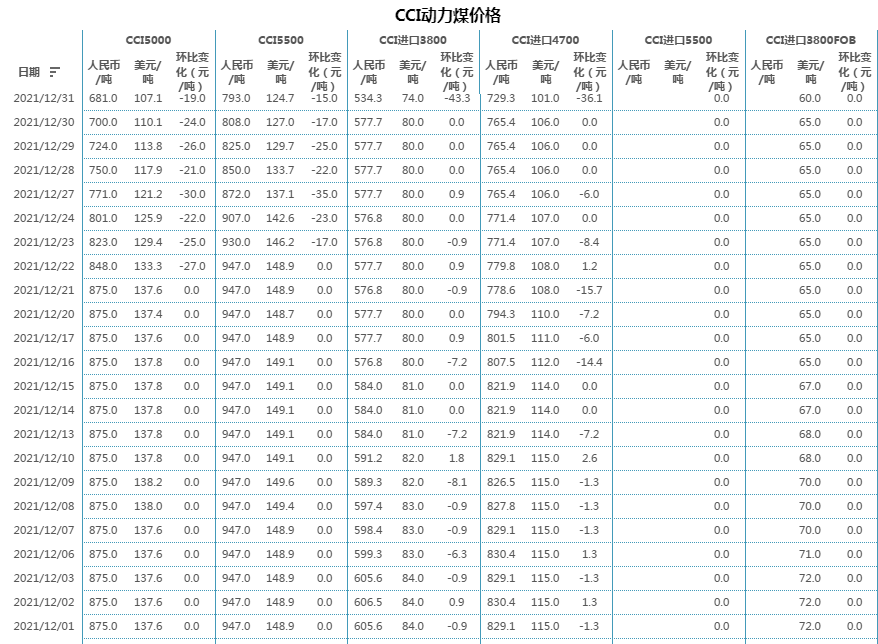 CCI动力煤价格
CCI5000 CCI5500 CCI进口3800 CCI进口4700 CCI进口5500 CCI进口3800FOB
日期 人民币/吨 美元/吨 环比变化（元/吨） 人民币/吨 美元/吨 环比变化（元/吨） 人民币/吨 美元/吨 环比变化（元/吨） 人民币/吨 美元/吨 环比变化（元/吨） 人民币/吨 美元/吨 环比变化（元/吨） 人民币/吨 美元/吨 环比变化（元/吨）
2021/12/31 681.0 107.1 -19.0 793.0 124.7 -15.0 534.3 74.0 -43.3 729.3 101.0 -36.1 0.0 60.0 0.0
2021/12/30 700.0 110.1 -24.0 808.0 127.0 -17.0 577.7 80.0 0.0 765.4 106.0 0.0 0.0 65.0 0.0
2021/12/29 724.0 113.8 -26.0 825.0 129.7 -25.0 577.7 80.0 0.0 765.4 106.0 0.0 0.0 65.0 0.0
2021/12/28 750.0 117.9 -21.0 850.0 133.7 -22.0 577.7 80.0 0.0 765.4 106.0 0.0 0.0 65.0 0.0
2021/12/27 771.0 121.2 -30.0 872.0 137.1 -35.0 577.7 80.0 0.9 765.4 106.0 -6.0 0.0 65.0 0.0
2021/12/24 801.0 125.9 -22.0 907.0 142.6 -23.0 576.8 80.0 0.0 771.4 107.0 0.0 0.0 65.0 0.0
2021/12/23 823.0 129.4 -25.0 930.0 146.2 -17.0 576.8 80.0 -0.9 771.4 107.0 -8.4 0.0 65.0 0.0
2021/12/22 848.0 133.3 -27.0 947.0 148.9 0.0 577.7 80.0 0.9 779.8 108.0 1.2 0.0 65.0 0.0
2021/12/21 875.0 137.6 0.0 947.0 148.9 0.0 576.8 80.0 -0.9 778.6 108.0 -15.7 0.0 65.0 0.0
2021/12/20 875.0 137.4 0.0 947.0 148.7 0.0 577.7 80.0 0.0 794.3 110.0 -7.2 0.0 65.0 0.0
2021/12/17 875.0 137.6 0.0 947.0 148.9 0.0 577.7 80.0 0.9 801.5 111.0 -6.0 0.0 65.0 0.0
2021/12/16 875.0 137.8 0.0 947.0 149.1 0.0 576.8 80.0 -7.2 807.5 112.0 -14.4 0.0 65.0 0.0
2021/12/15 875.0 137.8 0.0 947.0 149.1 0.0 584.0 81.0 0.0 821.9 114.0 0.0 0.0 67.0 0.0
2021/12/14 875.0 137.8 0.0 947.0 149.1 0.0 584.0 81.0 0.0 821.9 114.0 0.0 0.0 67.0 0.0
2021/12/13 875.0 137.8 0.0 947.0 149.1 0.0 584.0 81.0 -7.2 821.9 114.0 -7.2 0.0 68.0 0.0
2021/12/10 875.0 137.8 0.0 947.0 149.1 0.0 591.2 82.0 1.8 829.1 115.0 2.6 0.0 68.0 0.0
2021/12/09 875.0 138.2 0.0 947.0 149.6 0.0 589.3 82.0 -8.1 826.5 115.0 -1.3 0.0 70.0 0.0
2021/12/08 875.0 138.0 0.0 947.0 149.4 0.0 597.4 83.0 -0.9 827.8 115.0 -1.3 0.0 70.0 0.0
2021/12/07 875.0 137.6 0.0 947.0 148.9 0.0 598.4 83.0 -0.9 829.1 115.0 -1.3 0.0 70.0 0.0
2021/12/06 875.0 137.6 0.0 947.0 148.9 0.0 599.3 83.0 -6.3 830.4 115.0 1.3 0.0 71.0 0.0
2021/12/03 875.0 137.6 0.0 947.0 148.9 0.0 605.6 84.0 -0.9 829.1 115.0 -1.3 0.0 72.0 0.0
2021/12/02 875.0 137.6 0.0 947.0 148.9 0.0 606.5 84.0 0.9 830.4 115.0 1.3 0.0 72.0 0.0
2021/12/01 875.0 137.6 0.0 947.0 148.9 0.0 605.6 84.0 -0.9 829.1 115.0 -1.3 0.0 72.0 0.0